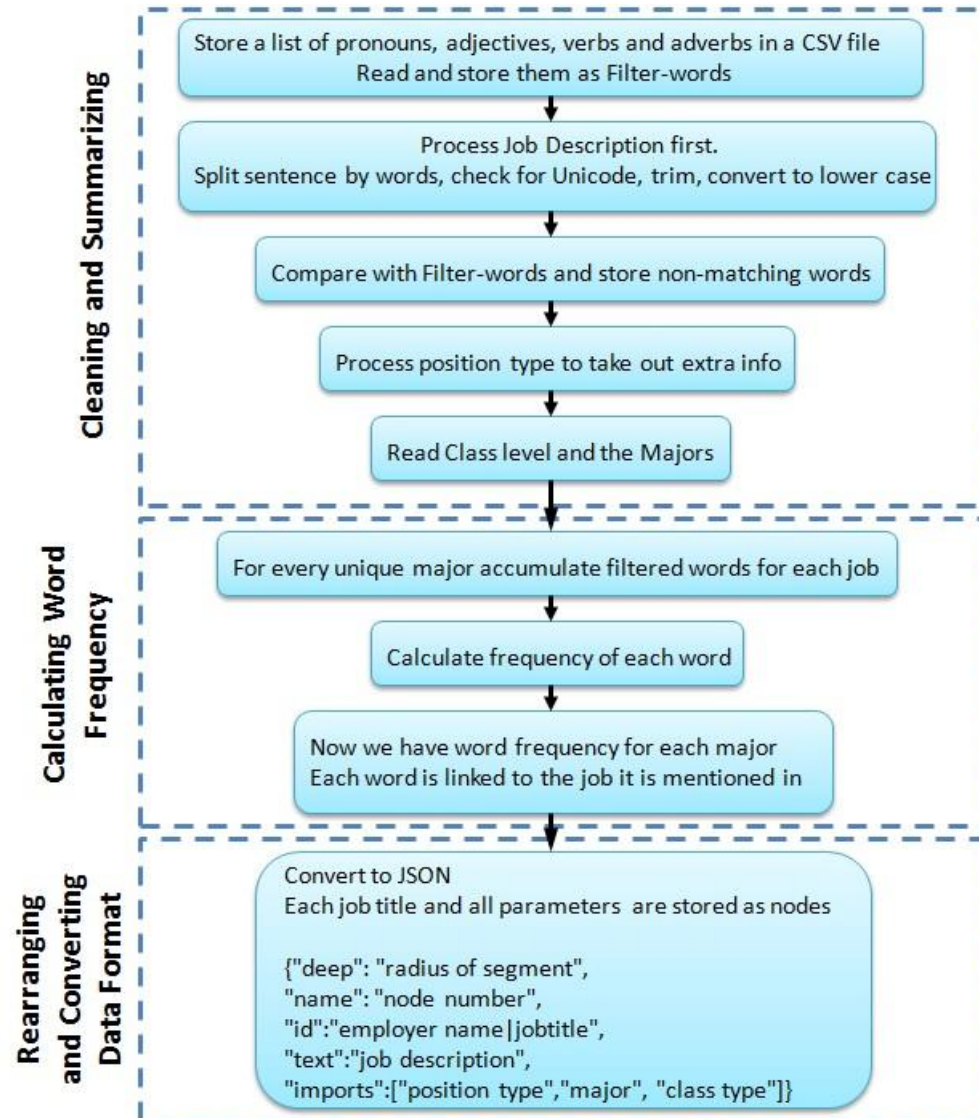 Cleaning and Summarizing
Store a list of pronouns, adjectives, verbs and adverbs in a CSV file
Read and store them as Filter-words
Process Job Description first.
Split sentence by words, check for Unicode, trim, convert to lower case
Compare with Filter-words and store non-matching words
Process position type to take out extra info
Read Class level and the Majors
Calculating Word
Frequency
For every unique major accumulate filtered words for each job
Calculate frequency of each word
Now we have word frequency for each major
Each word is linked to the job it is mentioned in
Rearranging
and Converting
Data Format
Convert to JSON
Each job title and all parameters are stored as nodes
{"deep": "radius of segment",
"name": "node number",
"id":"employer name|jobtitle",
"text":"job description",
"imports":["position type","major", "class type"]}